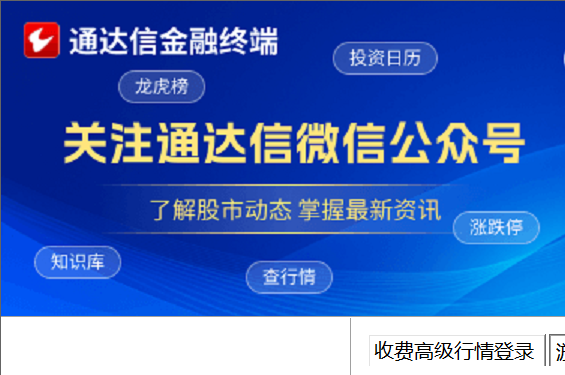 通达信金融终端
投资日历
龙虎榜
关注通达信微信公众号
了解股市动态 掌握最新资讯
涨跌停
知识库
查行情
收费高级行情登录